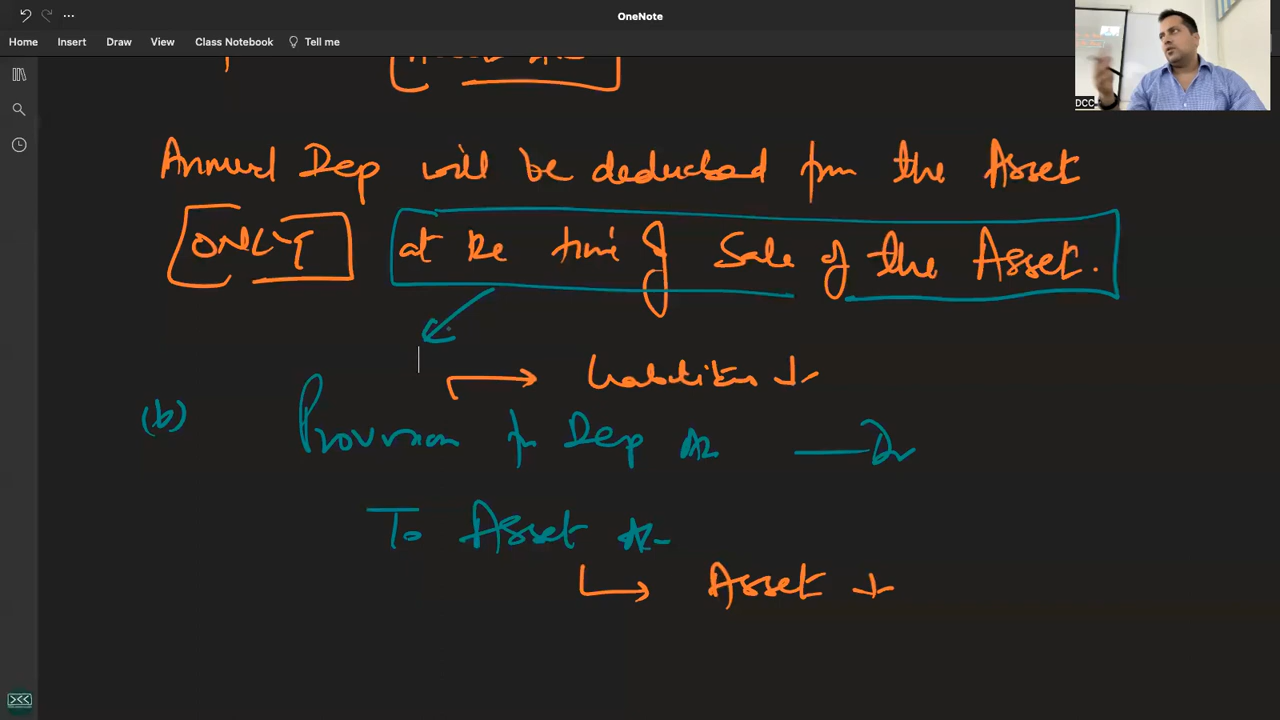 OneNote
Home Insert Draw View Class Notebook Tell me
DCC
Annual Dep will be deducted from the Asset
ONLY at the time of Sale of the Asset.
Liabilities ↓
(b) Provision for Dep A/c — Dr
To Asset A/c
Asset ↓